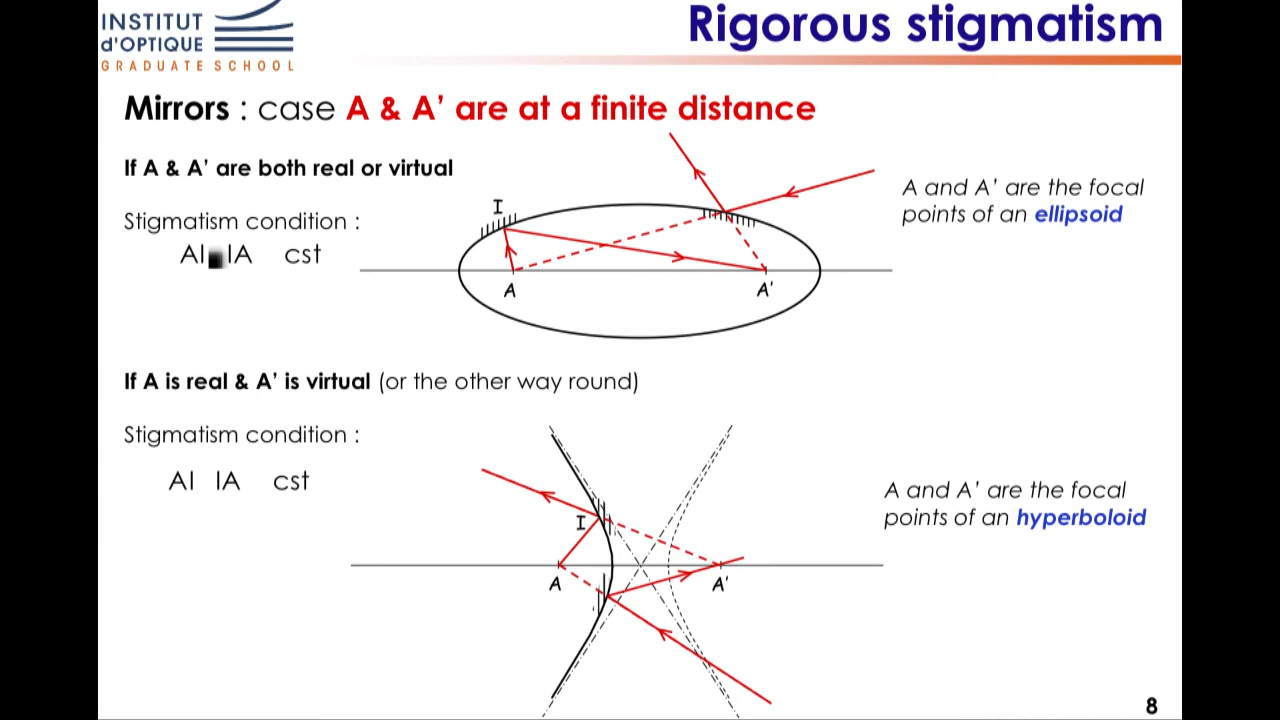 INSTITUT
d'OPTIQUE
GRADUATE SCHOOL
Rigorous stigmatism
Mirrors : case A & A' are at a finite distance
If A & A' are both real or virtual
Stigmatism condition :
AI IA cst
I
A
A'
A and A' are the focal
points of an ellipsoid
If A is real & A' is virtual (or the other way round)
Stigmatism condition :
AI IA cst
I
A
A'
A and A' are the focal
points of an hyperboloid
8